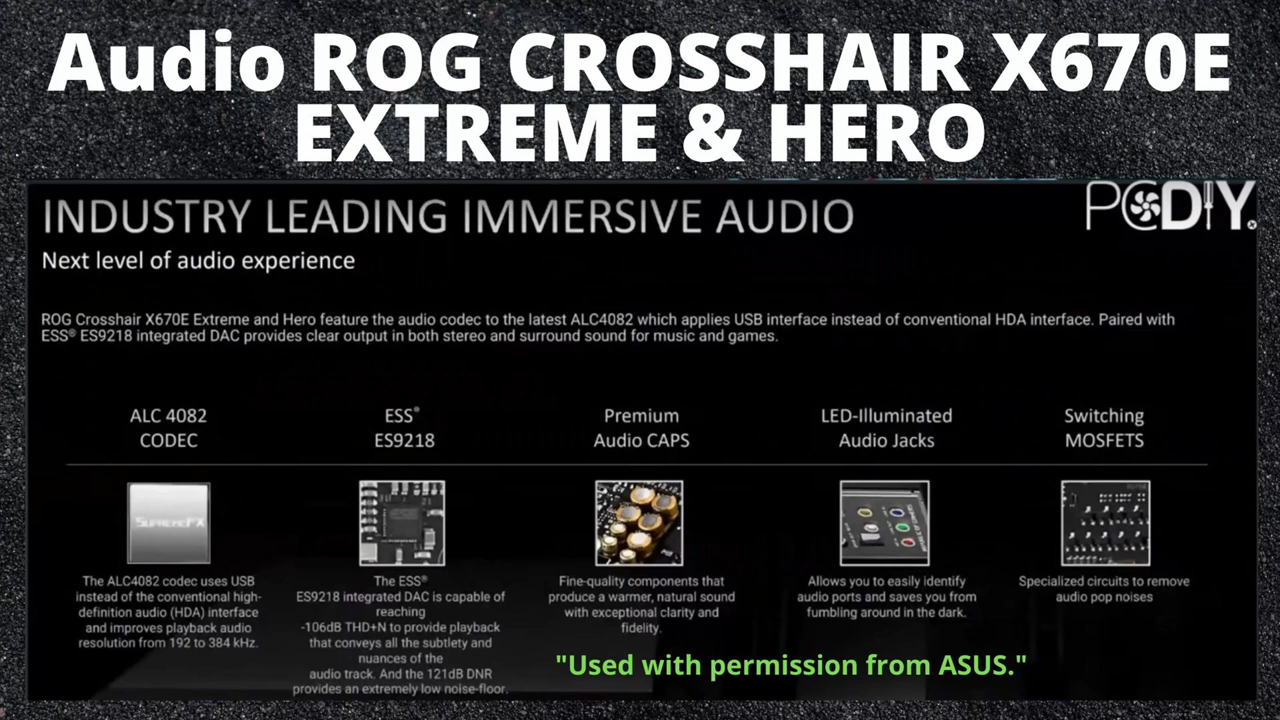 Audio ROG CROSSHAIR X670E
EXTREME & HERO
INDUSTRY LEADING IMMERSIVE AUDIO
PCDIY.
Next level of audio experience
ROG Crosshair X670E Extreme and Hero feature the audio codec to the latest ALC4082 which applies USB interface instead of conventional HDA interface. Paired with
ESS® ES9218 integrated DAC provides clear output in both stereo and surround sound for music and games.
ALC 4082
CODEC
SUPREMEFX
The ALC4082 codec uses USB
instead of the conventional high-
definition audio (HDA) interface
and improves playback audio
resolution from 192 to 384 kHz.
ESS®
ES9218
The ESS®
ES9218 integrated DAC is capable of
reaching
-106dB THD+N to provide playback
that conveys all the subtlety and
nuances of the
audio track. And the 121dB DNR
provides an extremely low noise-floor.
Premium
Audio CAPS
Fine-quality components that
produce a warmer, natural sound
with exceptional clarity and
fidelity.
LED-Illuminated
Audio Jacks
Allows you to easily identify
audio ports and saves you from
fumbling around in the dark.
Switching
MOSFETS
Specialized circuits to remove
audio pop noises
"Used with permission from ASUS."